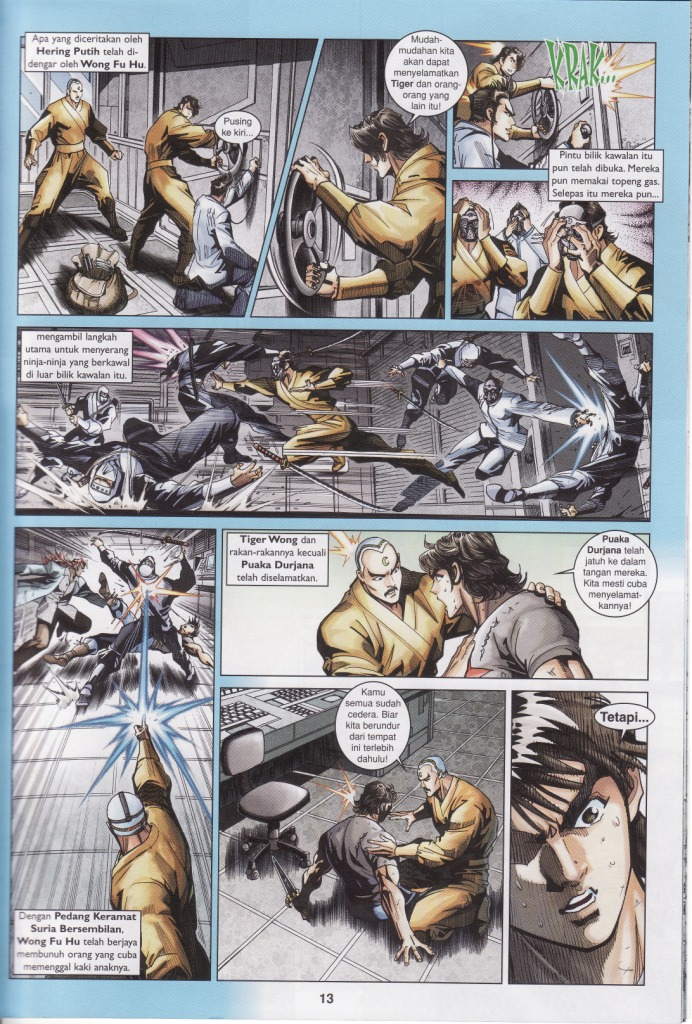 Apa yang diceritakan oleh
Hering Putih telah di-
dengar oleh Wong Fu Hu.
Pusing
ke kiri...
Mudah-
mudahan kita
akan dapat
menyelamatkan
Tiger dan orang-
orang yang
lain itu!
KRAK...
Pintu bilik kawalan itu
pun telah dibuka. Mereka
pun memakai topeng gas.
Selepas itu mereka pun...
mengambil langkah
utama untuk menyerang
ninja-ninja yang berkawal
di luar bilik kawalan itu.
Dengan Pedang Keramat
Suria Bersembilan,
Wong Fu Hu telah berjaya
membunuh orang yang cuba
memenggal kaki anaknya.
Tiger Wong dan
rakan-rakannya kecuali
Puaka Durjana
telah diselamatkan.
Puaka
Durjana telah
jatuh ke dalam
tangan mereka.
Kita mesti cuba
menyelamat-
kannya!
Kamu
semua sudah
cedera. Biar
kita berundur
dari tempat
ini terlebih
dahulu!
Tetapi...
13